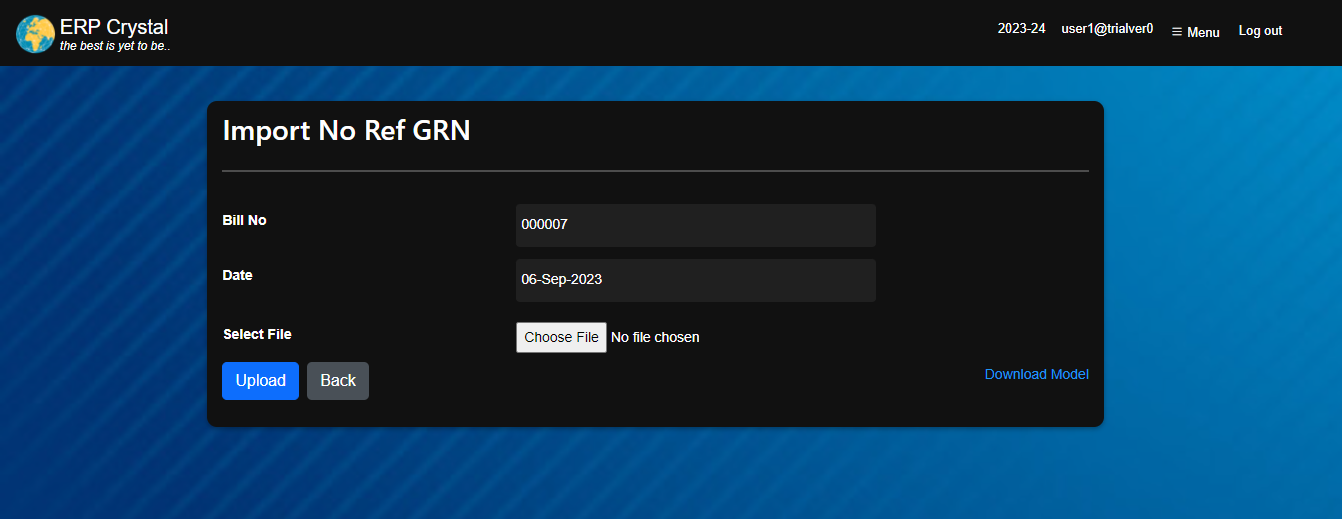 ERP Crystal
the best is yet to be..
2023-24 user1@trialver0 ☰ Menu Log out
Import No Ref GRN
Bill No 000007
Date 06-Sep-2023
Select File Choose File No file chosen
Upload Back Download Model